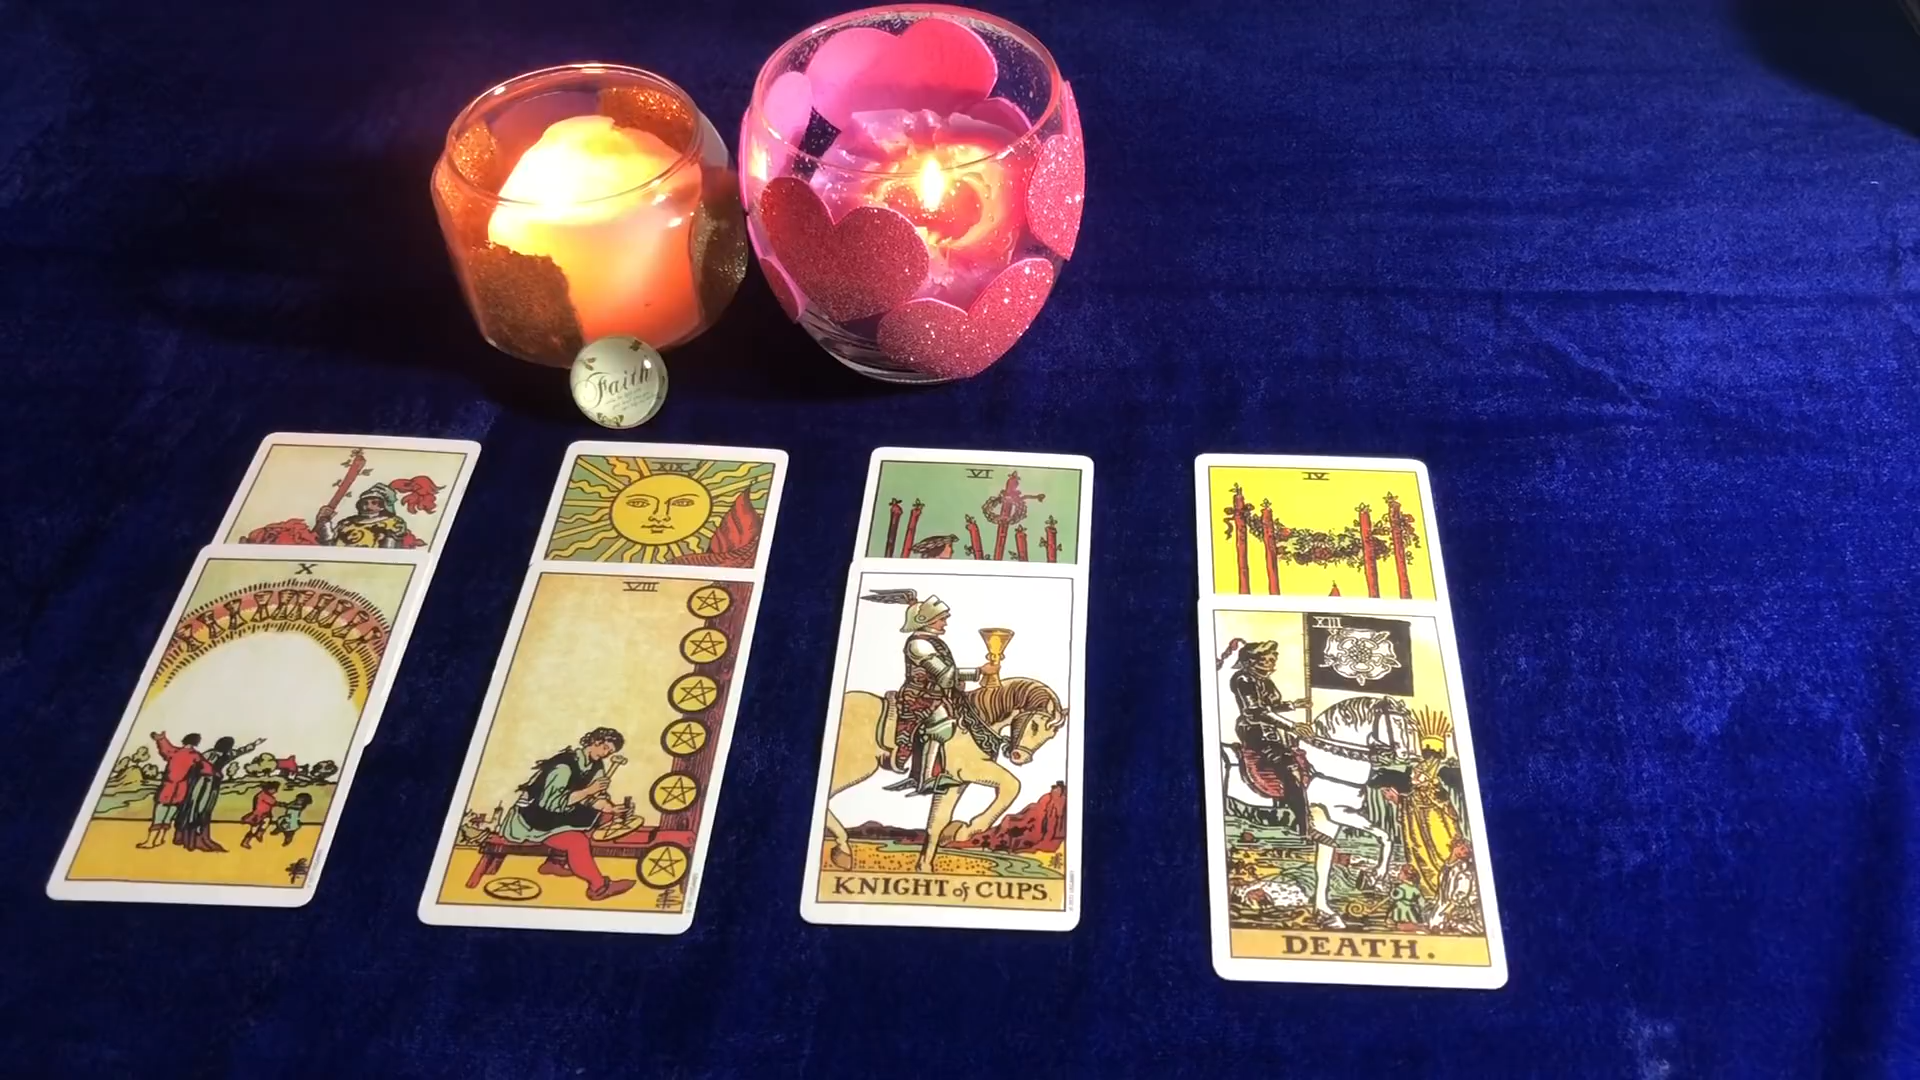 Faith
XIX
VI
IV
X
VIII
XIII
KNIGHT of CUPS.
DEATH.